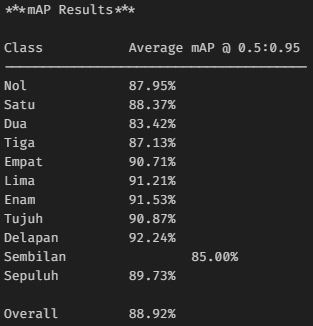 ***mAP Results***
Class Average mAP @ 0.5:0.95
Nol 87.95%
Satu 88.37%
Dua 83.42%
Tiga 87.13%
Empat 90.71%
Lima 91.21%
Enam 91.53%
Tujuh 90.87%
Delapan 92.24%
Sembilan 85.00%
Sepuluh 89.73%
Overall 88.92%